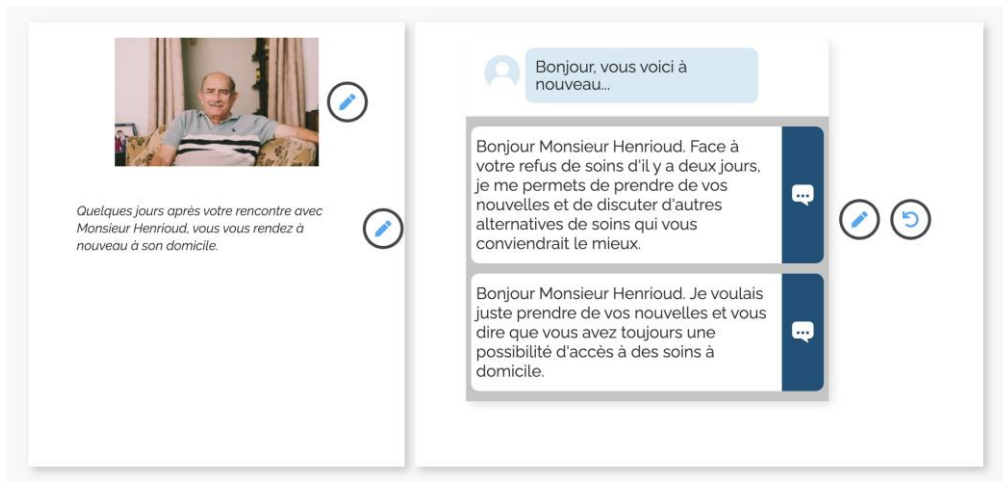 Quelques jours après votre rencontre avec
Monsieur Henrioud, vous vous rendez à
nouveau à son domicile.
Bonjour, vous voici à
nouveau...
Bonjour Monsieur Henrioud. Face à
votre refus de soins d'il y a deux jours,
je me permets de prendre de vos
nouvelles et de discuter d'autres
alternatives de soins qui vous
conviendrait le mieux.
Bonjour Monsieur Henrioud. Je voulais
juste prendre de vos nouvelles et vous
dire que vous avez toujours une
possibilité d'accès à des soins à
domicile.